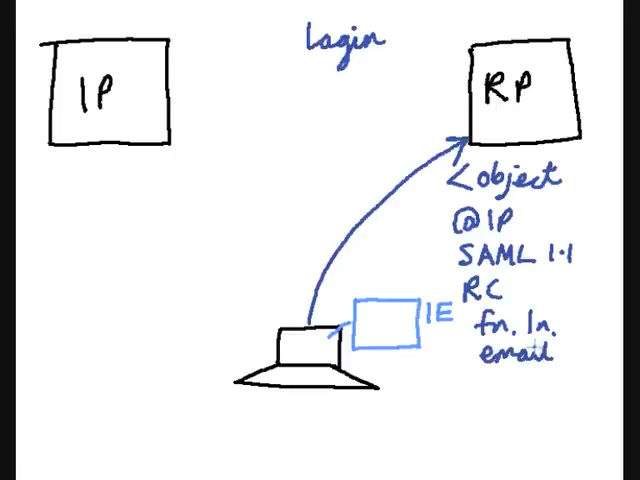 Login
IP
RP
<object
@IP
SAML 1.1
RC
IE
fn. ln.
email